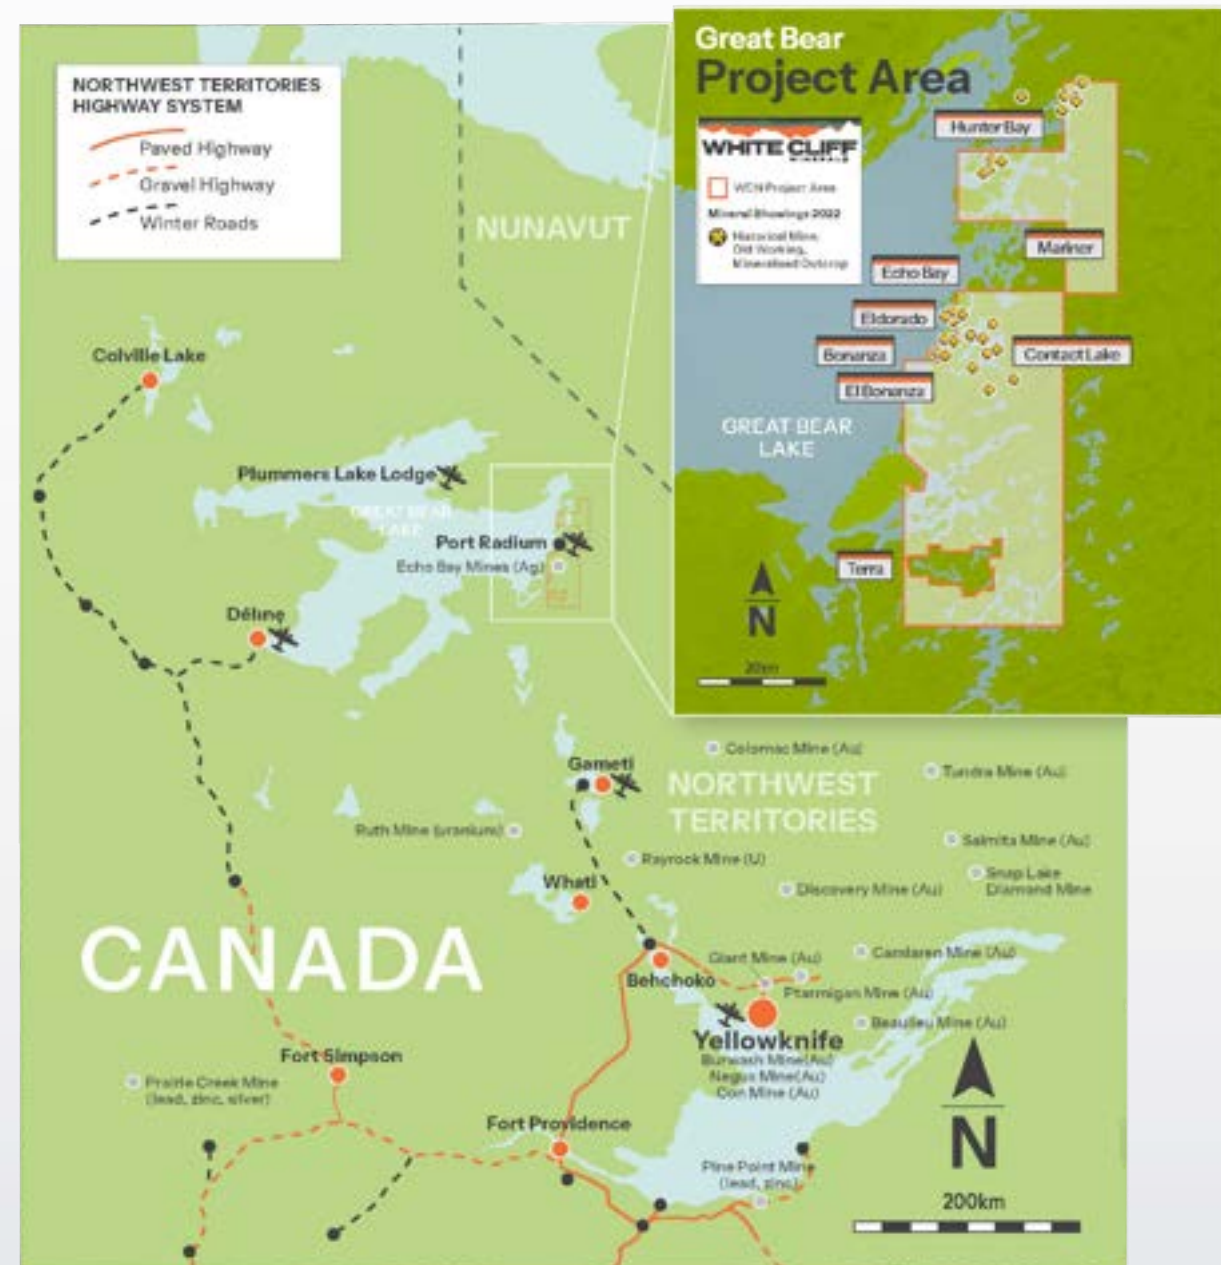 NORTHWEST TERRITORIES
HIGHWAY SYSTEM
Paved Highway
Gravel Highway
Winter Roads
NUNAVUT
Colville Lake
Plummers Lake Lodge
GREAT BEAR
LAKE
Port Radium
Echo Bay Mines (Ag)
Délįne
Gameti
NORTHWEST
TERRITORIES
Colomac Mine (Au)
Tundra Mine (Au)
Ruth Mine (uranium)
Rayrock Mine (U)
Salmita Mine (Au)
Snap Lake
Diamond Mine
Discovery Mine (Au)
Whati
CANADA
Behchoko
Giant Mine (Au)
Camlaren Mine (Au)
Ptarmigan Mine (Au)
Beaulieu Mine (Au)
Yellowknife
Burwash Mine(Au)
Negus Mine(Au)
Con Mine (Au)
Fort Simpson
Prairie Creek Mine
(lead, zinc, silver)
Fort Providence
Pine Point Mine
(lead, zinc)
N
200km
Great Bear
Project Area
WHITE CLIFF
MINERALS
WCN Project Area
Mineral Showings 2022
Historical Mine,
Old Working,
Mineralised Outcrop
Hunter Bay
Mariner
Echo Bay
Eldorado
Bonanza
Contact Lake
El Bonanza
GREAT BEAR
LAKE
Terra
N
20km